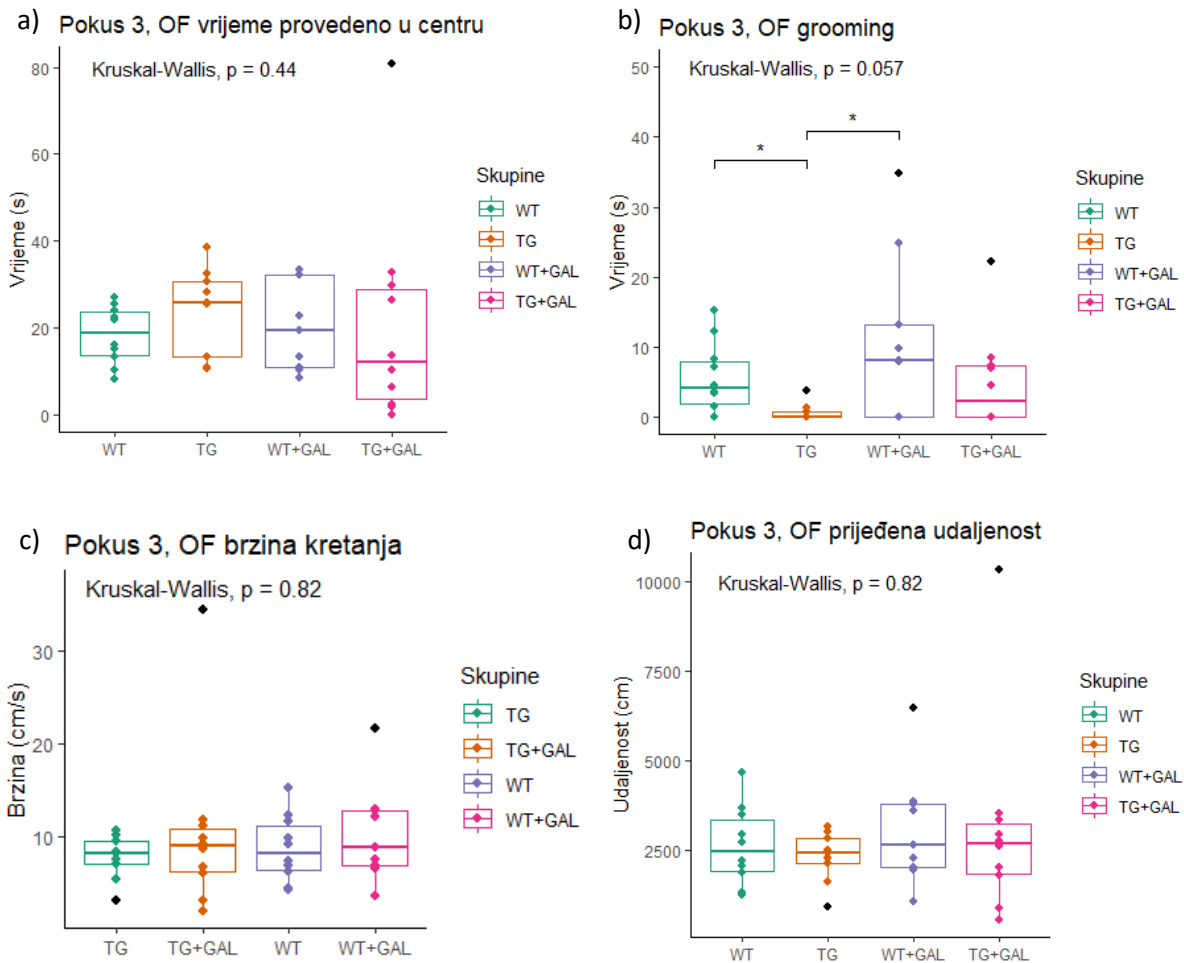 a)
Pokus 3, OF vrijeme provedeno u centru
Kruskal-Wallis, p = 0.44
80
60
40
20
0
Vrijeme (s)
WT
TG
WT+GAL
TG+GAL
Skupine
WT
TG
WT+GAL
TG+GAL
b)
Pokus 3, OF grooming
Kruskal-Wallis, p = 0.057
50
40
30
20
10
0
Vrijeme (s)
*
*
WT
TG
WT+GAL
TG+GAL
Skupine
WT
TG
WT+GAL
TG+GAL
c)
Pokus 3, OF brzina kretanja
Kruskal-Wallis, p = 0.82
30
20
10
Brzina (cm/s)
TG
TG+GAL
WT
WT+GAL
Skupine
TG
TG+GAL
WT
WT+GAL
d)
Pokus 3, OF prijeđena udaljenost
Kruskal-Wallis, p = 0.82
10000
7500
5000
2500
Udaljenost (cm)
WT
TG
WT+GAL
TG+GAL
Skupine
WT
TG
WT+GAL
TG+GAL